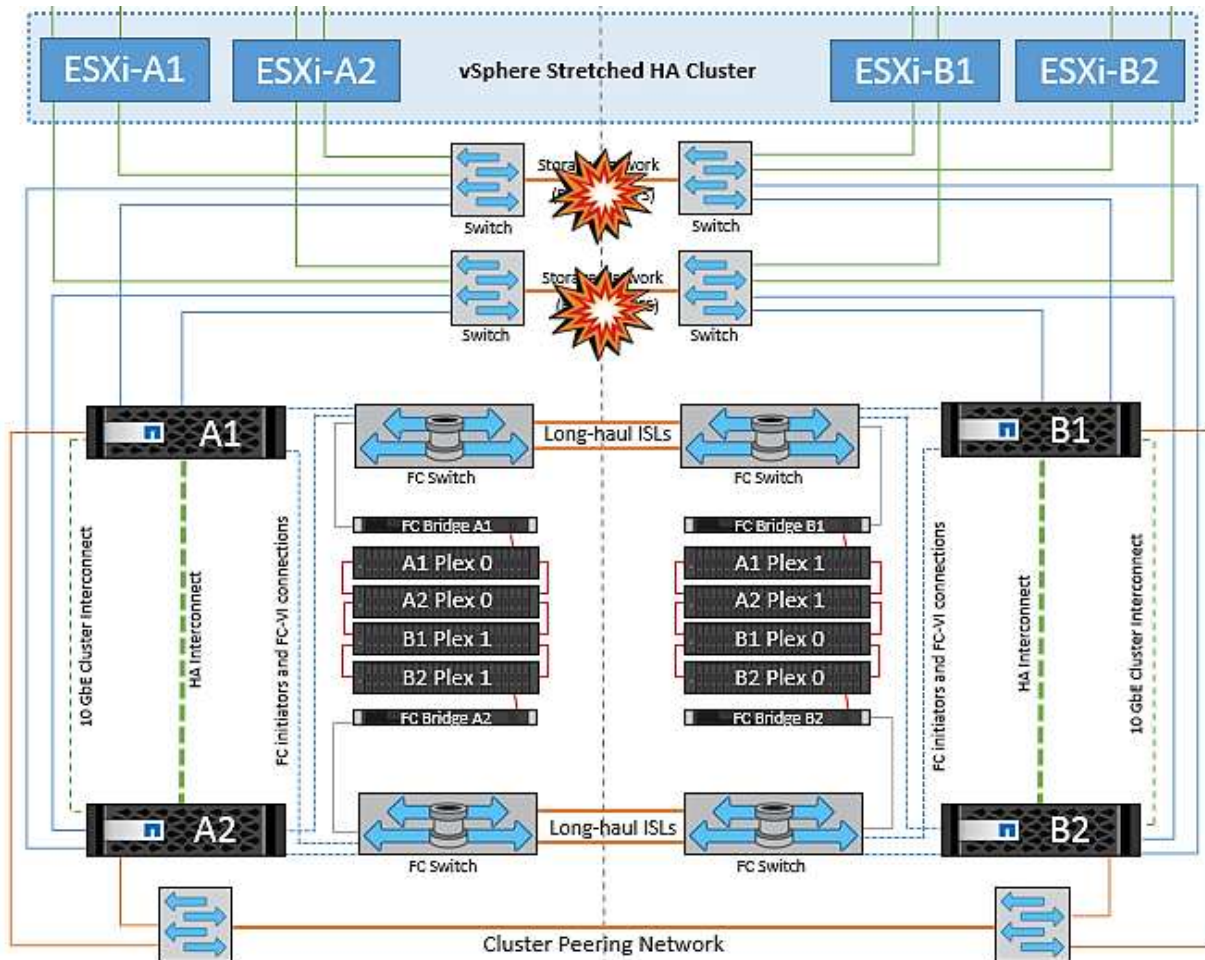 ESXi-A1
ESXi-A2
vSphere Stretched HA Cluster
ESXi-B1
ESXi-B2
Switch
Switch
Switch
Switch
A1
B1
Long-haul ISLs
FC Switch
FC Switch
10 GbE Cluster Interconnect
HA Interconnect
FC initiators and FC-VI connections
FC Bridge A1
A1 Plex 0
A2 Plex 0
B1 Plex 1
B2 Plex 1
FC Bridge A2
FC Bridge B1
A1 Plex 1
A2 Plex 1
B1 Plex 0
B2 Plex 0
FC Bridge B2
FC initiators and FC-VI connections
HA Interconnect
10 GbE Cluster Interconnect
A2
B2
Long-haul ISLs
FC Switch
FC Switch
Cluster Peering Network